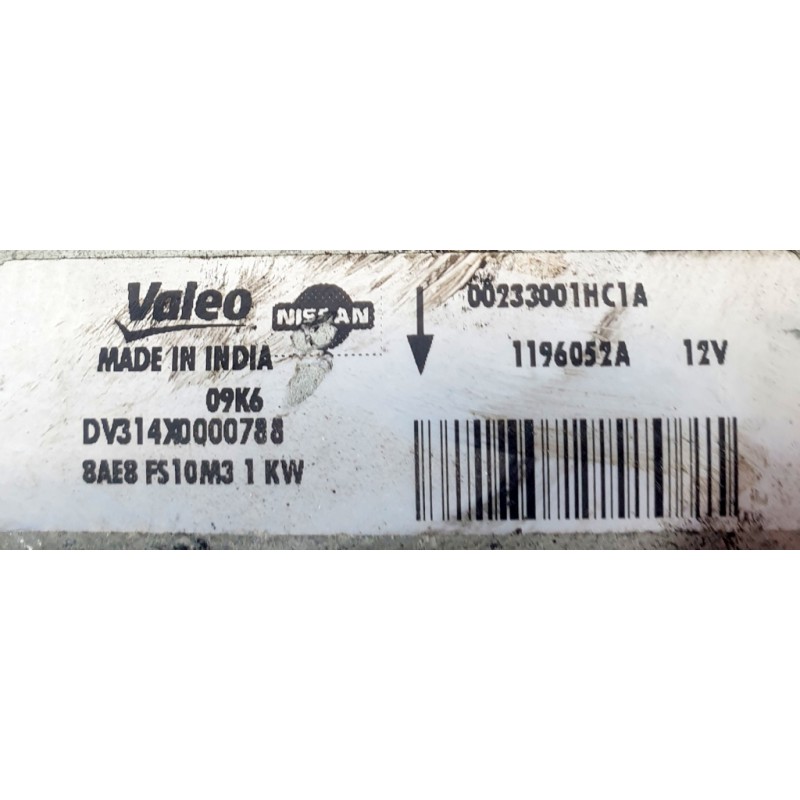 Valeo
NISSAN
MADE IN INDIA
09K6
DV314X0000788
8AE8 FS10M3 1 KW
00233001HC1A
1196052A 12V